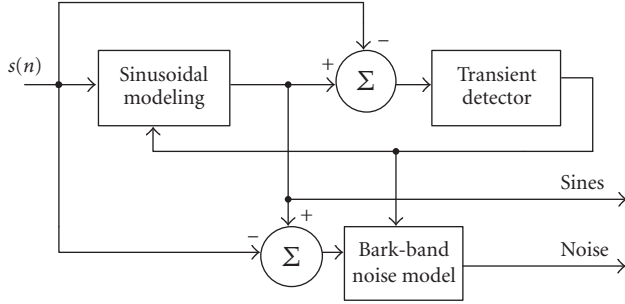 −
s(n)
Sinusoidal
modeling
+
Σ
Transient
detector
Sines
−
+
Σ
Bark-band
noise model
Noise